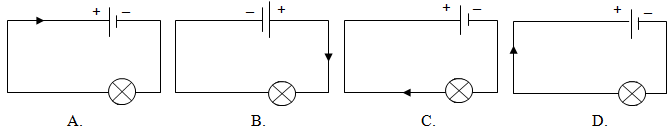 + – – + + – + –
A. B. C. D.